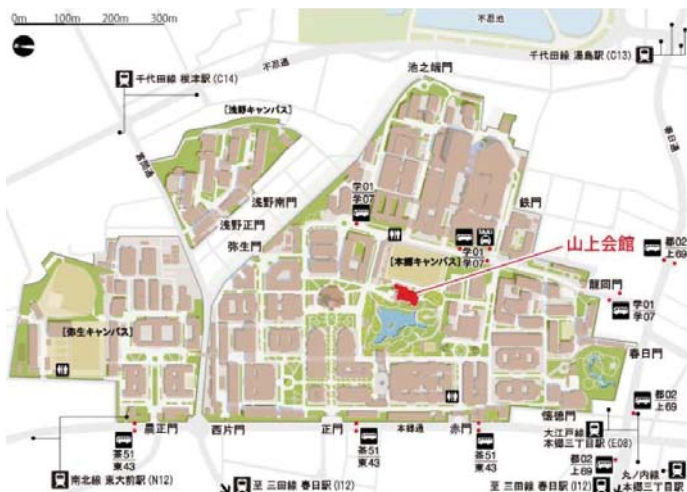 0m 100m 200m 300m
不忍池
千代田線 湯島駅 (C13)
千代田線 根津駅 (C14)
不忍通
池之端門
[浅野キャンパス]
言問通
春日通
浅野南門
浅野正門
弥生門
学01
学07
鉄門
TAXI
学01
学07
[本郷キャンパス]
山上会館
都02
上69
龍岡門
学01
学07
[弥生キャンパス]
春日門
都02
上69
懐徳門
大江戸線
本郷三丁目駅 (E08)
農正門
西片門
正門
本郷通
赤門
茶51
東43
茶51
東43
茶51
東43
都02
上69
丸ノ内線
本郷三丁目駅
南北線 東大前駅 (N12)
至 三田線 春日駅 (I12)
至 三田線 春日駅 (I12)